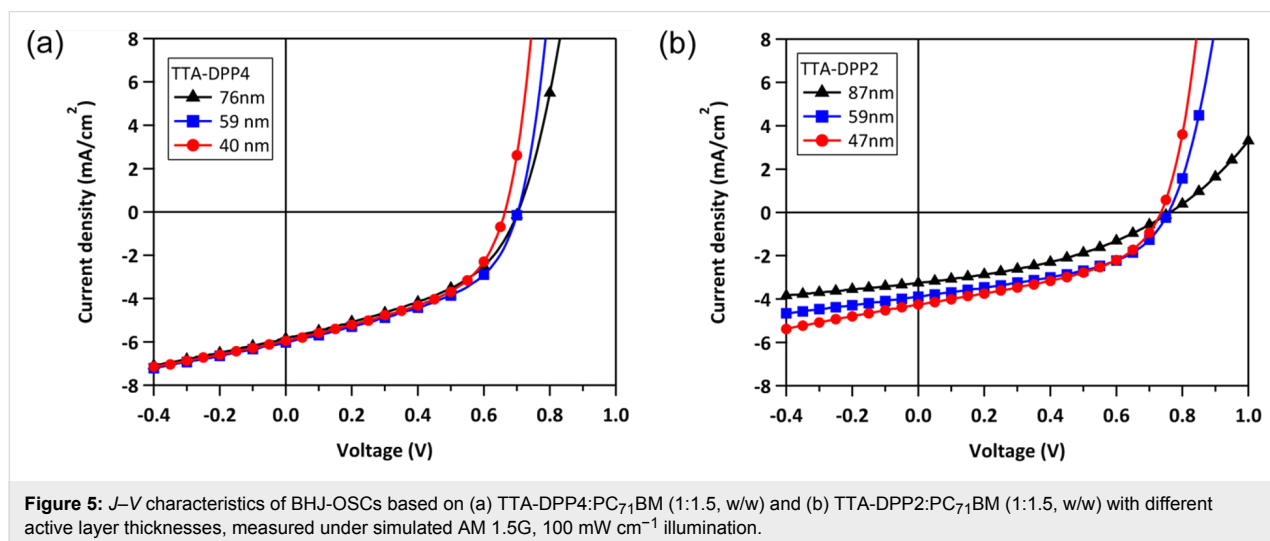 (a)
8
6
4
2
0
-2
-4
-6
-8
Current density (mA/cm²)
TTA-DPP4
76nm
59 nm
40 nm
-0.4 -0.2 0.0 0.2 0.4 0.6 0.8 1.0
Voltage (V)
(b)
8
6
4
2
0
-2
-4
-6
-8
Current density (mA/cm²)
TTA-DPP2
87nm
59nm
47nm
-0.4 -0.2 0.0 0.2 0.4 0.6 0.8 1.0
Voltage (V)
Figure 5: J–V characteristics of BHJ-OSCs based on (a) TTA-DPP4:PC₇₁BM (1:1.5, w/w) and (b) TTA-DPP2:PC₇₁BM (1:1.5, w/w) with different
active layer thicknesses, measured under simulated AM 1.5G, 100 mW cm⁻¹ illumination.